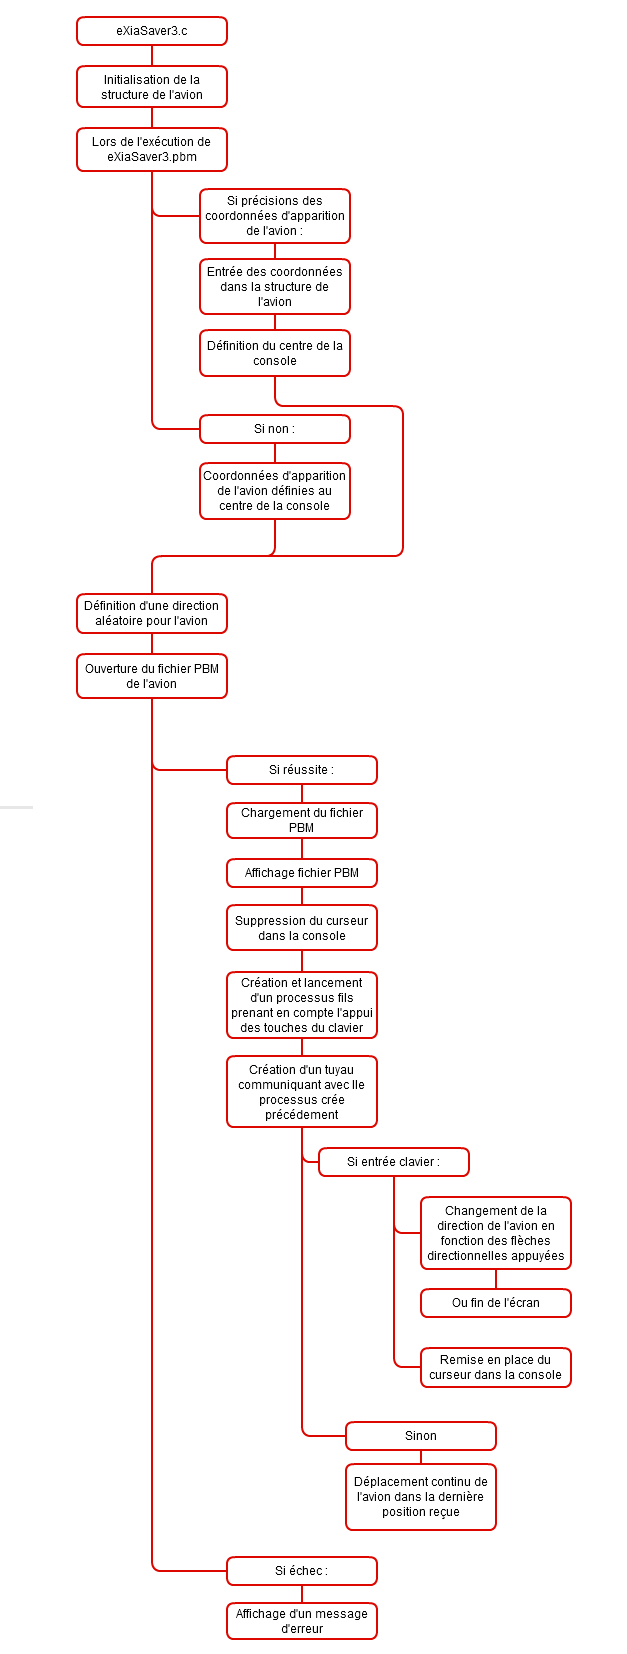 eXiaSaver3.c
Initialisation de la
structure de l'avion
Lors de l'exécution de
eXiaSaver3.pbm
Si précisions des
coordonnées d'apparition
de l'avion :
Entrée des coordonnées
dans la structure de
l'avion
Définition du centre de la
console
Si non :
Coordonnées d'apparition
de l'avion définies au
centre de la console
Définition d'une direction
aléatoire pour l'avion
Ouverture du fichier PBM
de l'avion
Si réussite :
Chargement du fichier
PBM
Affichage fichier PBM
Suppression du curseur
dans la console
Création et lancement
d'un processus fils
prenant en compte l'appui
des touches du clavier
Création d'un tuyau
communiquant avec lle
processus crée
précédement
Si entrée clavier :
Changement de la
direction de l'avion en
fonction des flèches
directionnelles appuyées
Ou fin de l'écran
Remise en place du
curseur dans la console
Sinon
Déplacement continu de
l'avion dans la dernière
position reçue
Si échec :
Affichage d'un message
d'erreur